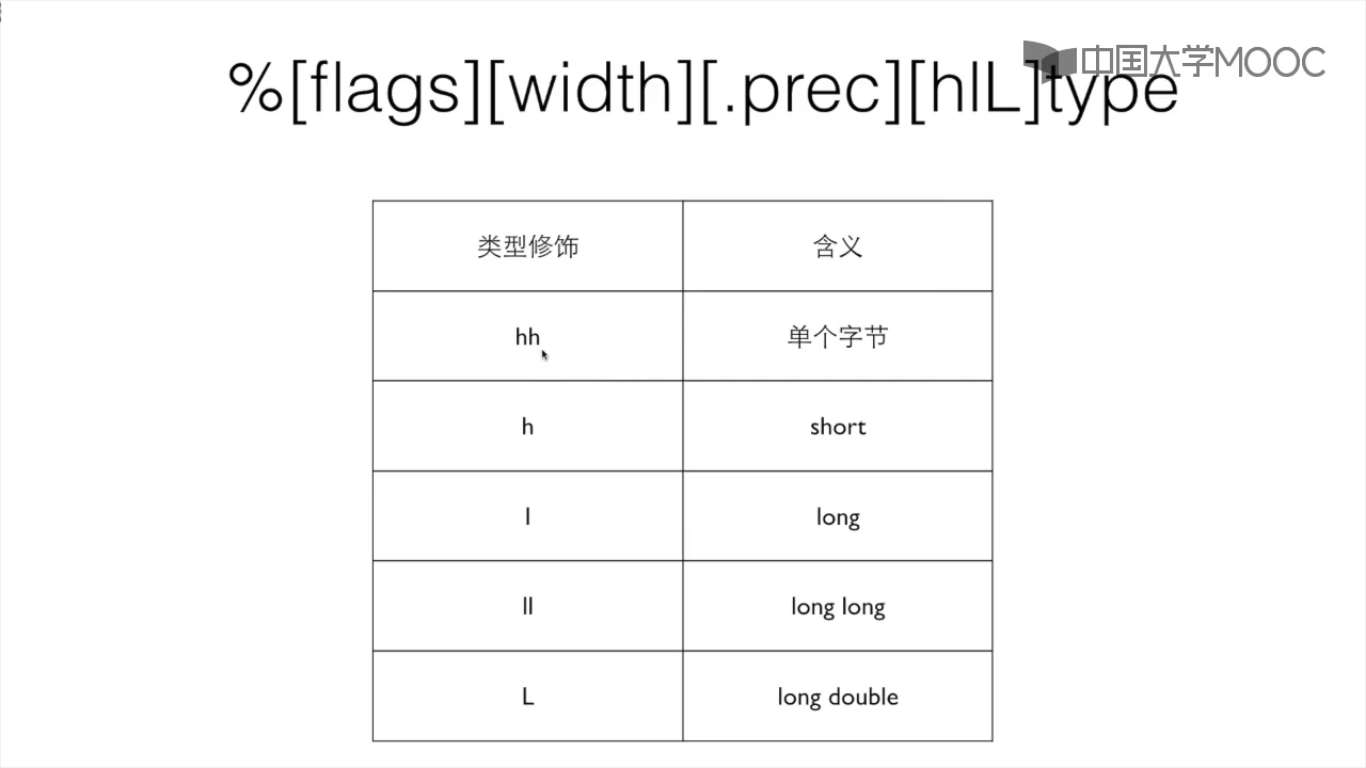 中国大学MOOC
%[flags][width][.prec][hlL]type
类型修饰 含义
hh 单个字节
h short
l long
ll long long
L long double